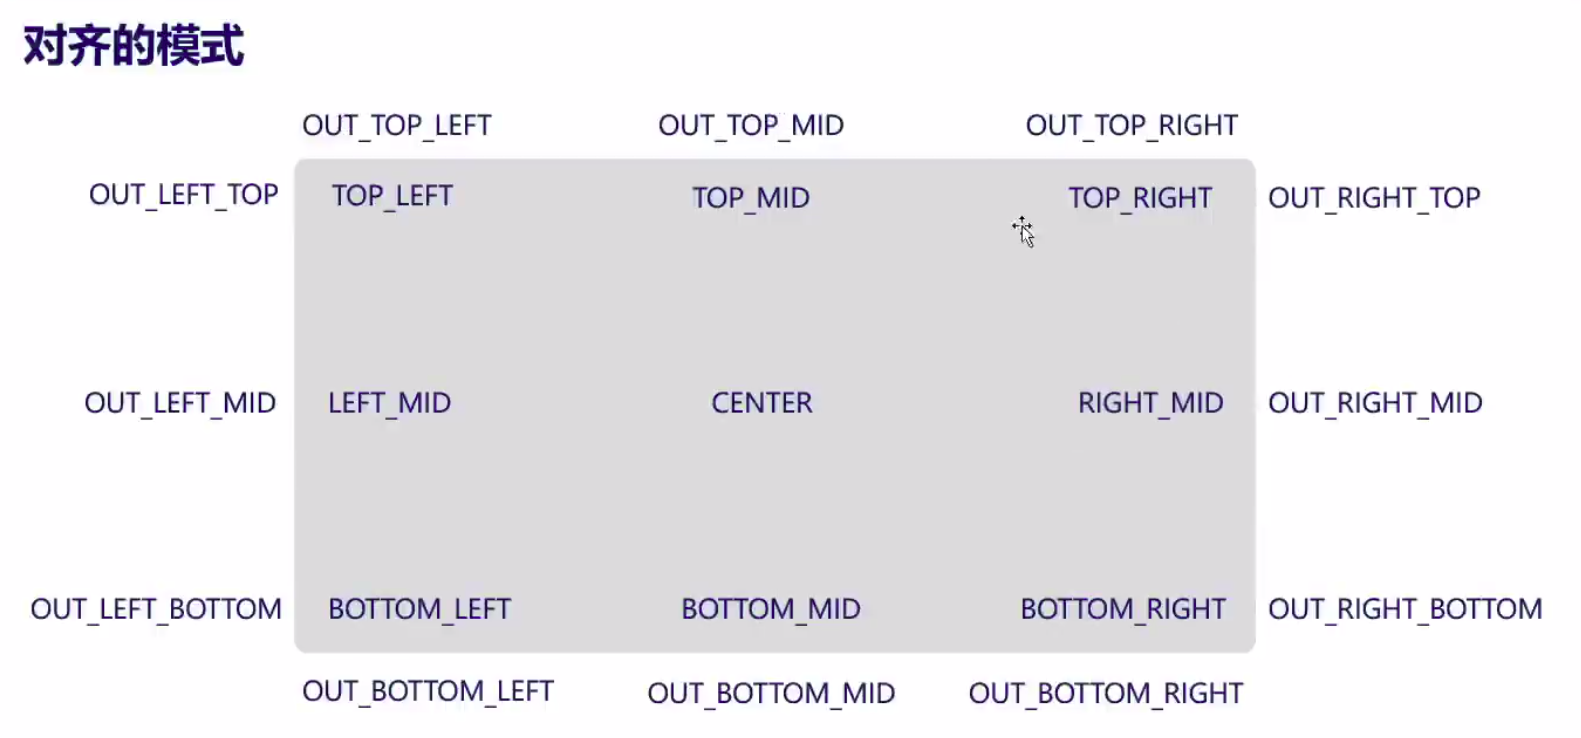 对齐的模式
OUT_TOP_LEFT OUT_TOP_MID OUT_TOP_RIGHT
OUT_LEFT_TOP TOP_LEFT TOP_MID TOP_RIGHT OUT_RIGHT_TOP
OUT_LEFT_MID LEFT_MID CENTER RIGHT_MID OUT_RIGHT_MID
OUT_LEFT_BOTTOM BOTTOM_LEFT BOTTOM_MID BOTTOM_RIGHT OUT_RIGHT_BOTTOM
OUT_BOTTOM_LEFT OUT_BOTTOM_MID OUT_BOTTOM_RIGHT